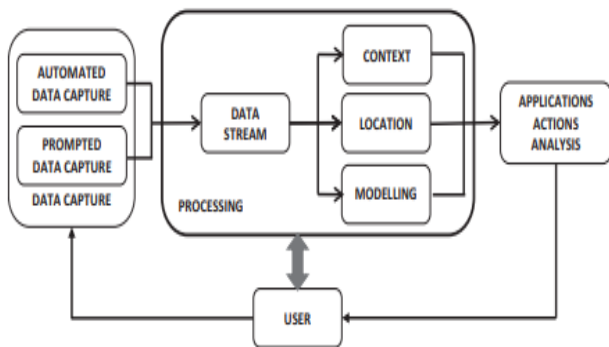 AUTOMATED
DATA CAPTURE
PROMPTED
DATA CAPTURE
DATA CAPTURE
DATA
STREAM
PROCESSING
CONTEXT
LOCATION
MODELLING
APPLICATIONS
ACTIONS
ANALYSIS
USER